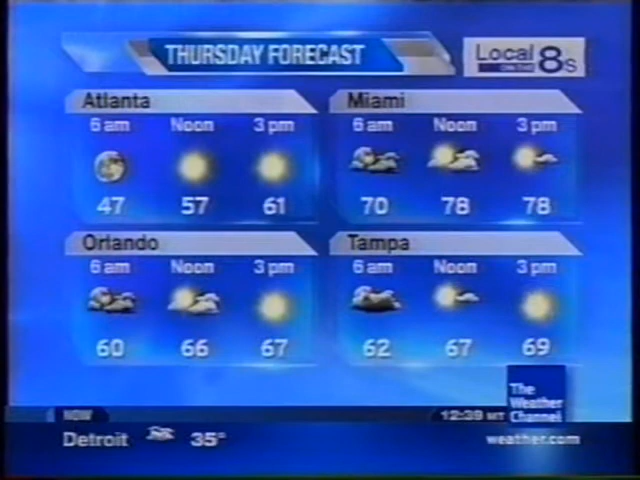 THURSDAY FORECAST
Local ON THE 8s
Atlanta
6 am Noon 3 pm
47 57 61
Miami
6 am Noon 3 pm
70 78 78
Orlando
6 am Noon 3 pm
60 66 67
Tampa
6 am Noon 3 pm
62 67 69
The
Weather
Channel
NOW
12:39 MT
Detroit 35°
weather.com